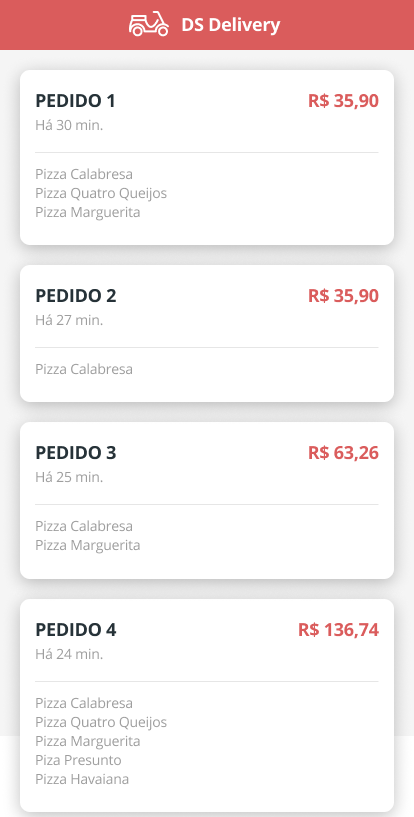 DS Delivery
PEDIDO 1 R$ 35,90
Há 30 min.
Pizza Calabresa
Pizza Quatro Queijos
Pizza Marguerita
PEDIDO 2 R$ 35,90
Há 27 min.
Pizza Calabresa
PEDIDO 3 R$ 63,26
Há 25 min.
Pizza Calabresa
Pizza Marguerita
PEDIDO 4 R$ 136,74
Há 24 min.
Pizza Calabresa
Pizza Quatro Queijos
Pizza Marguerita
Piza Presunto
Pizza Havaiana